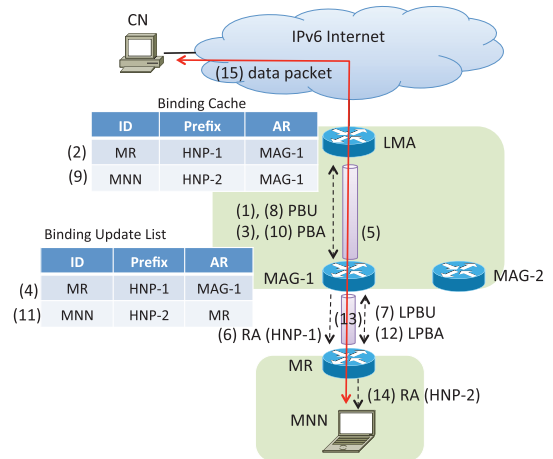 CN
IPv6 Internet
(15) data packet
Binding Cache
ID Prefix AR
(2) MR HNP-1 MAG-1
(9) MNN HNP-2 MAG-1
LMA
(1), (8) PBU
(3), (10) PBA
(5)
Binding Update List
ID Prefix AR
(4) MR HNP-1 MAG-1
(11) MNN HNP-2 MR
MAG-1
MAG-2
(13)
(7) LPBU
(6) RA (HNP-1)
(12) LPBA
MR
(14) RA (HNP-2)
MNN